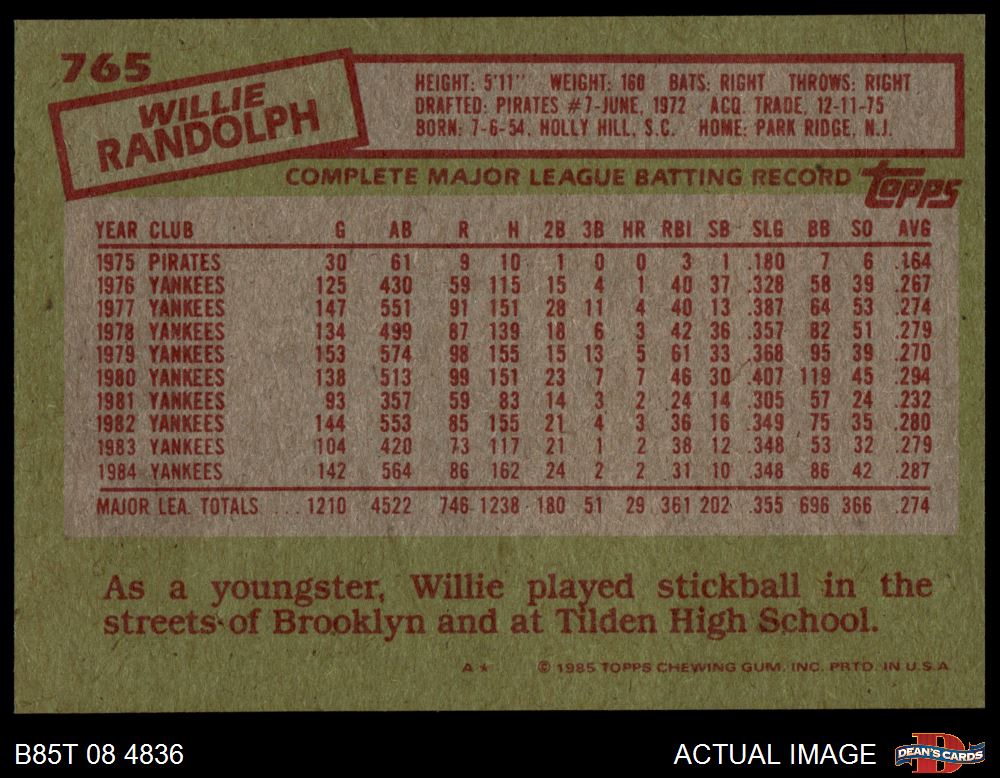 765
WILLIE
RANDOLPH
HEIGHT: 5'11" WEIGHT: 160 BATS: RIGHT THROWS: RIGHT
DRAFTED: PIRATES #7-JUNE, 1972 ACQ. TRADE, 12-11-75
BORN: 7-6-54, HOLLY HILL, S.C. HOME: PARK RIDGE, N.J.
COMPLETE MAJOR LEAGUE BATTING RECORD topps
YEAR CLUB G AB R H 2B 3B HR RBI SB SLG BB SO AVG
1975 PIRATES 30 61 9 10 1 0 0 3 1 .180 7 6 .164
1976 YANKEES 125 430 59 115 15 4 1 40 37 .328 58 39 .267
1977 YANKEES 147 551 91 151 28 11 4 40 13 .387 64 53 .274
1978 YANKEES 134 499 87 139 18 6 3 42 36 .357 82 51 .279
1979 YANKEES 153 574 98 155 15 13 5 61 33 .368 95 39 .270
1980 YANKEES 138 513 99 151 23 7 7 46 30 .407 119 45 .294
1981 YANKEES 93 357 59 83 14 3 2 24 14 .305 57 24 .232
1982 YANKEES 144 553 85 155 21 4 3 36 16 .349 75 35 .280
1983 YANKEES 104 420 73 117 21 1 2 38 12 .348 53 32 .279
1984 YANKEES 142 564 86 162 24 2 2 31 10 .348 86 42 .287
MAJOR LEA. TOTALS ... 1210 4522 746 1238 180 51 29 361 202 .355 696 366 .274
As a youngster, Willie played stickball in the
streets of Brooklyn and at Tilden High School.
A★ © 1985 TOPPS CHEWING GUM, INC. PRTD. IN U.S.A.
B85T 08 4836 ACTUAL IMAGE DEAN'S CARDS